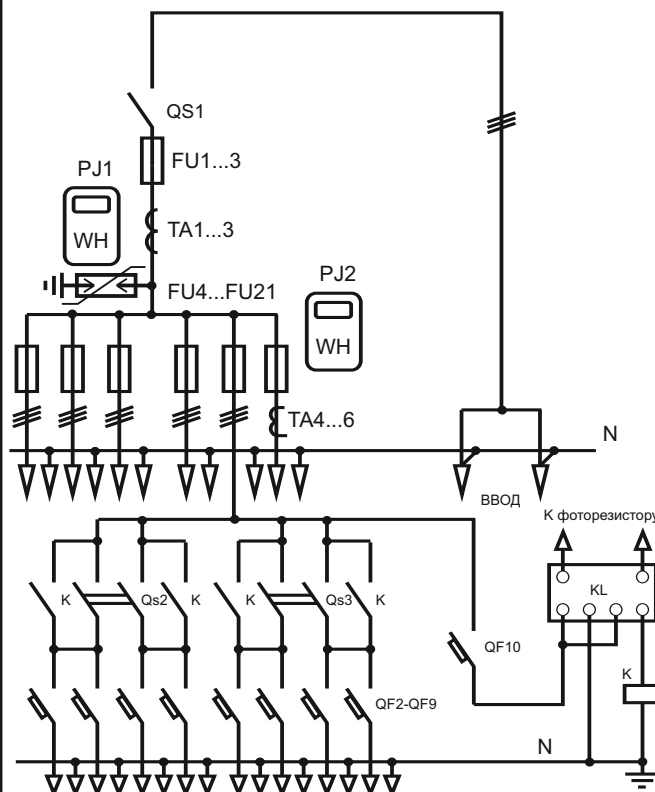 QS1
FU1...3
PJ1
WH
TA1...3
FU4...FU21
PJ2
WH
TA4...6
N
ВВОД
К фоторезистору
KL
K
Qs2
K
K
Qs3
K
QF10
K
QF2-QF9
N